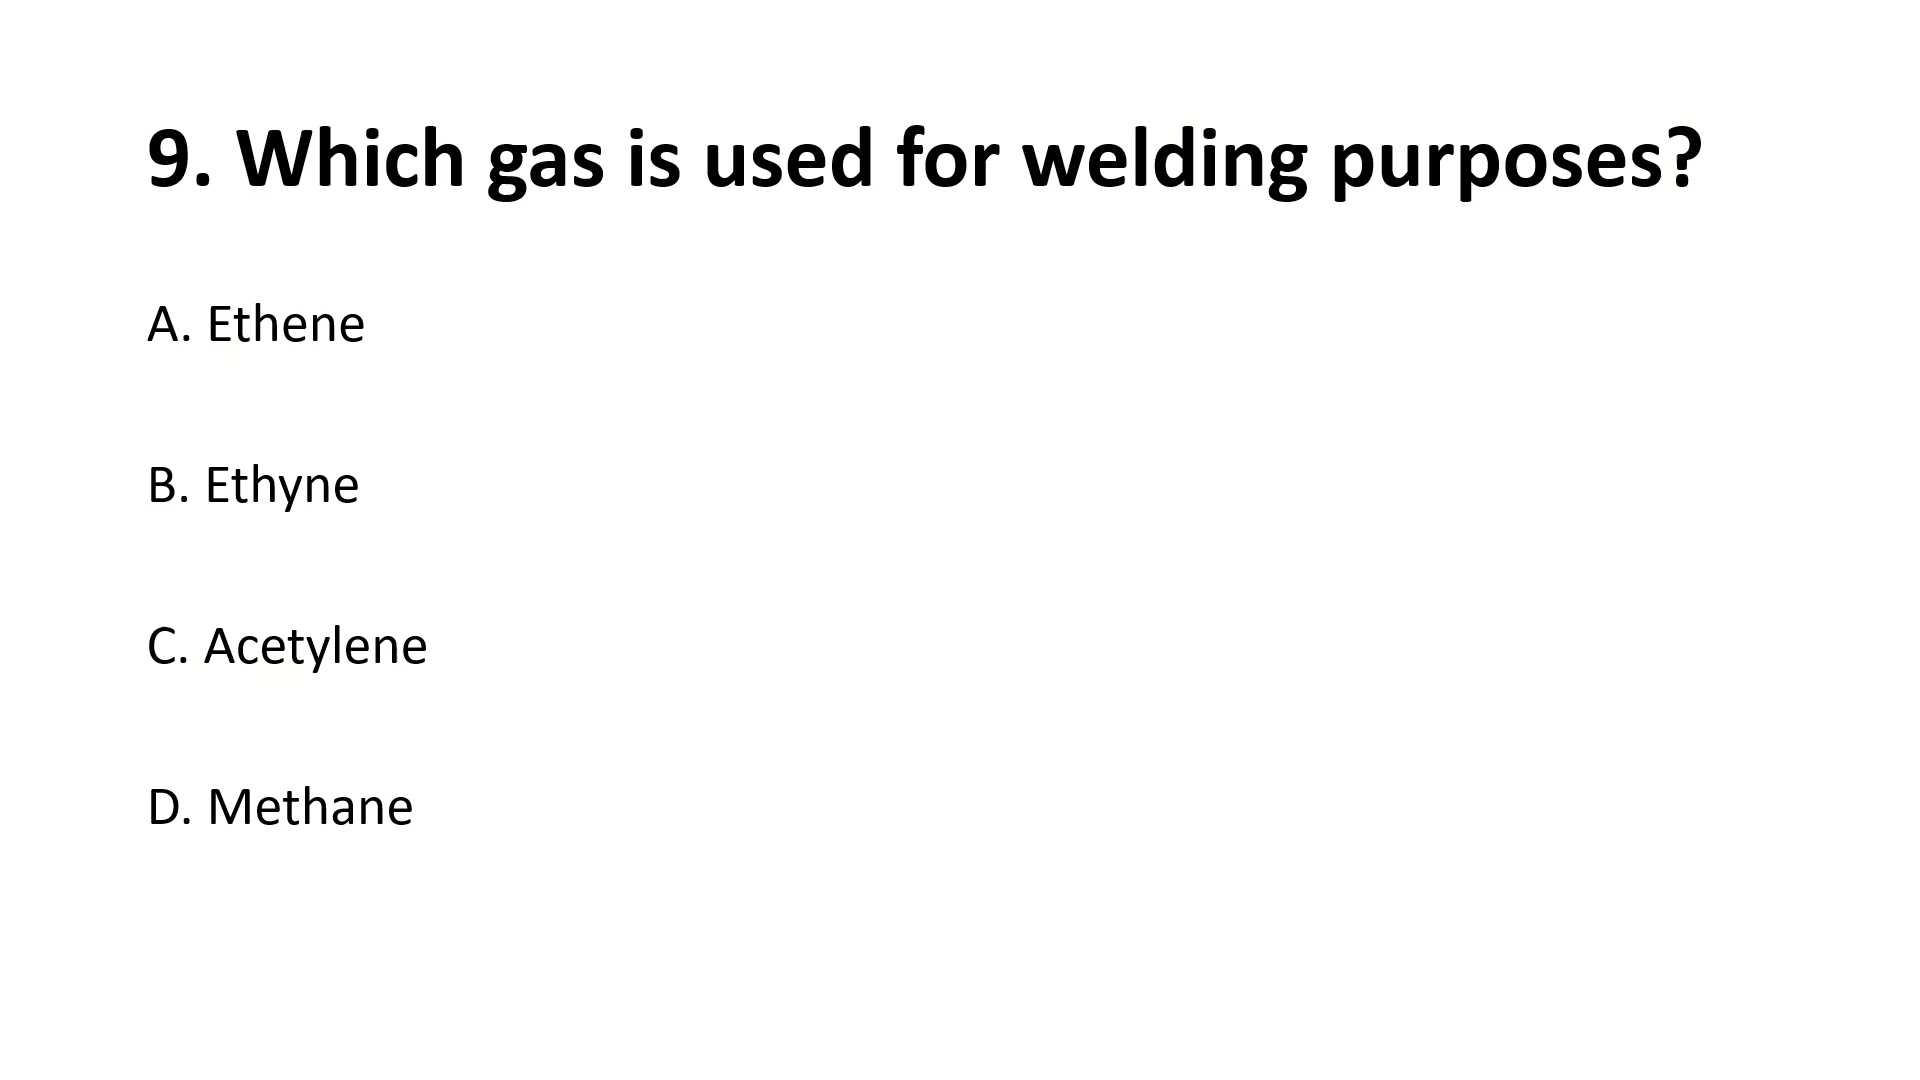 9. Which gas is used for welding purposes?
A. Ethene
B. Ethyne
C. Acetylene
D. Methane